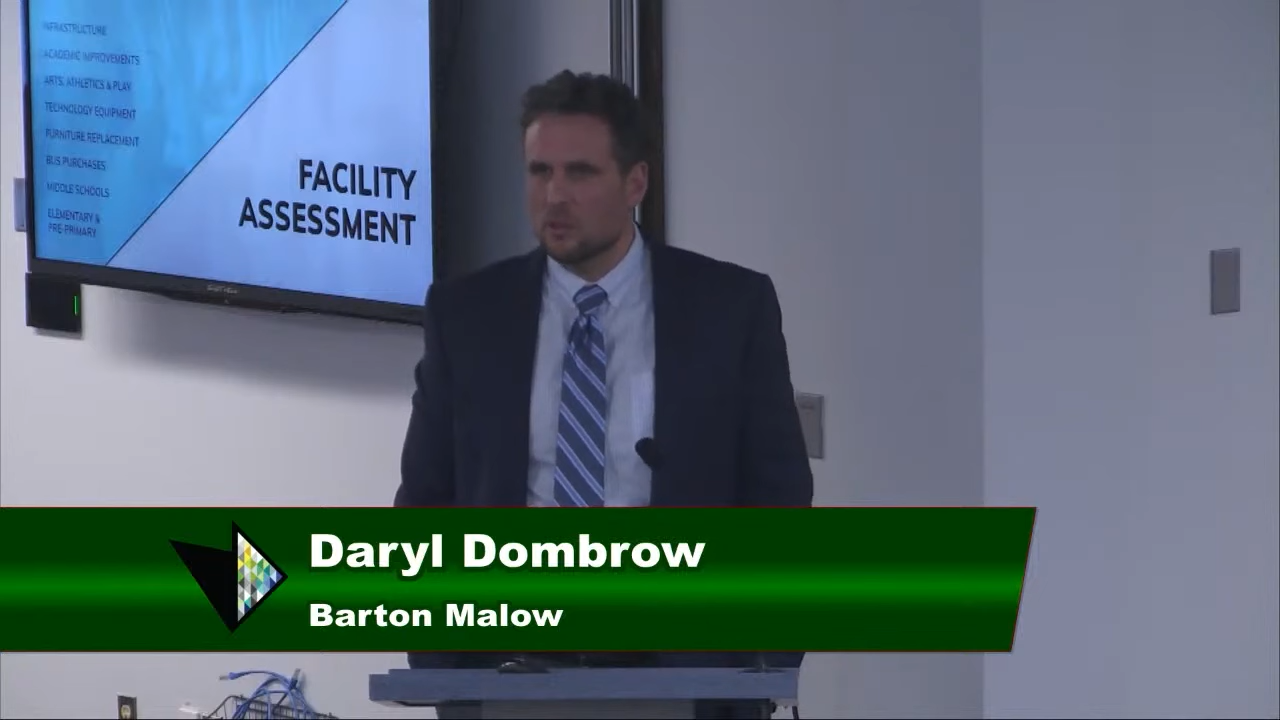 INFRASTRUCTURE
ACADEMIC IMPROVEMENTS
ARTS, ATHLETICS & PLAY
TECHNOLOGY EQUIPMENT
FURNITURE REPLACEMENT
BUS PURCHASES
MIDDLE SCHOOLS
ELEMENTARY &
PRE-PRIMARY
FACILITY
ASSESSMENT
Daryl Dombrow
Barton Malow